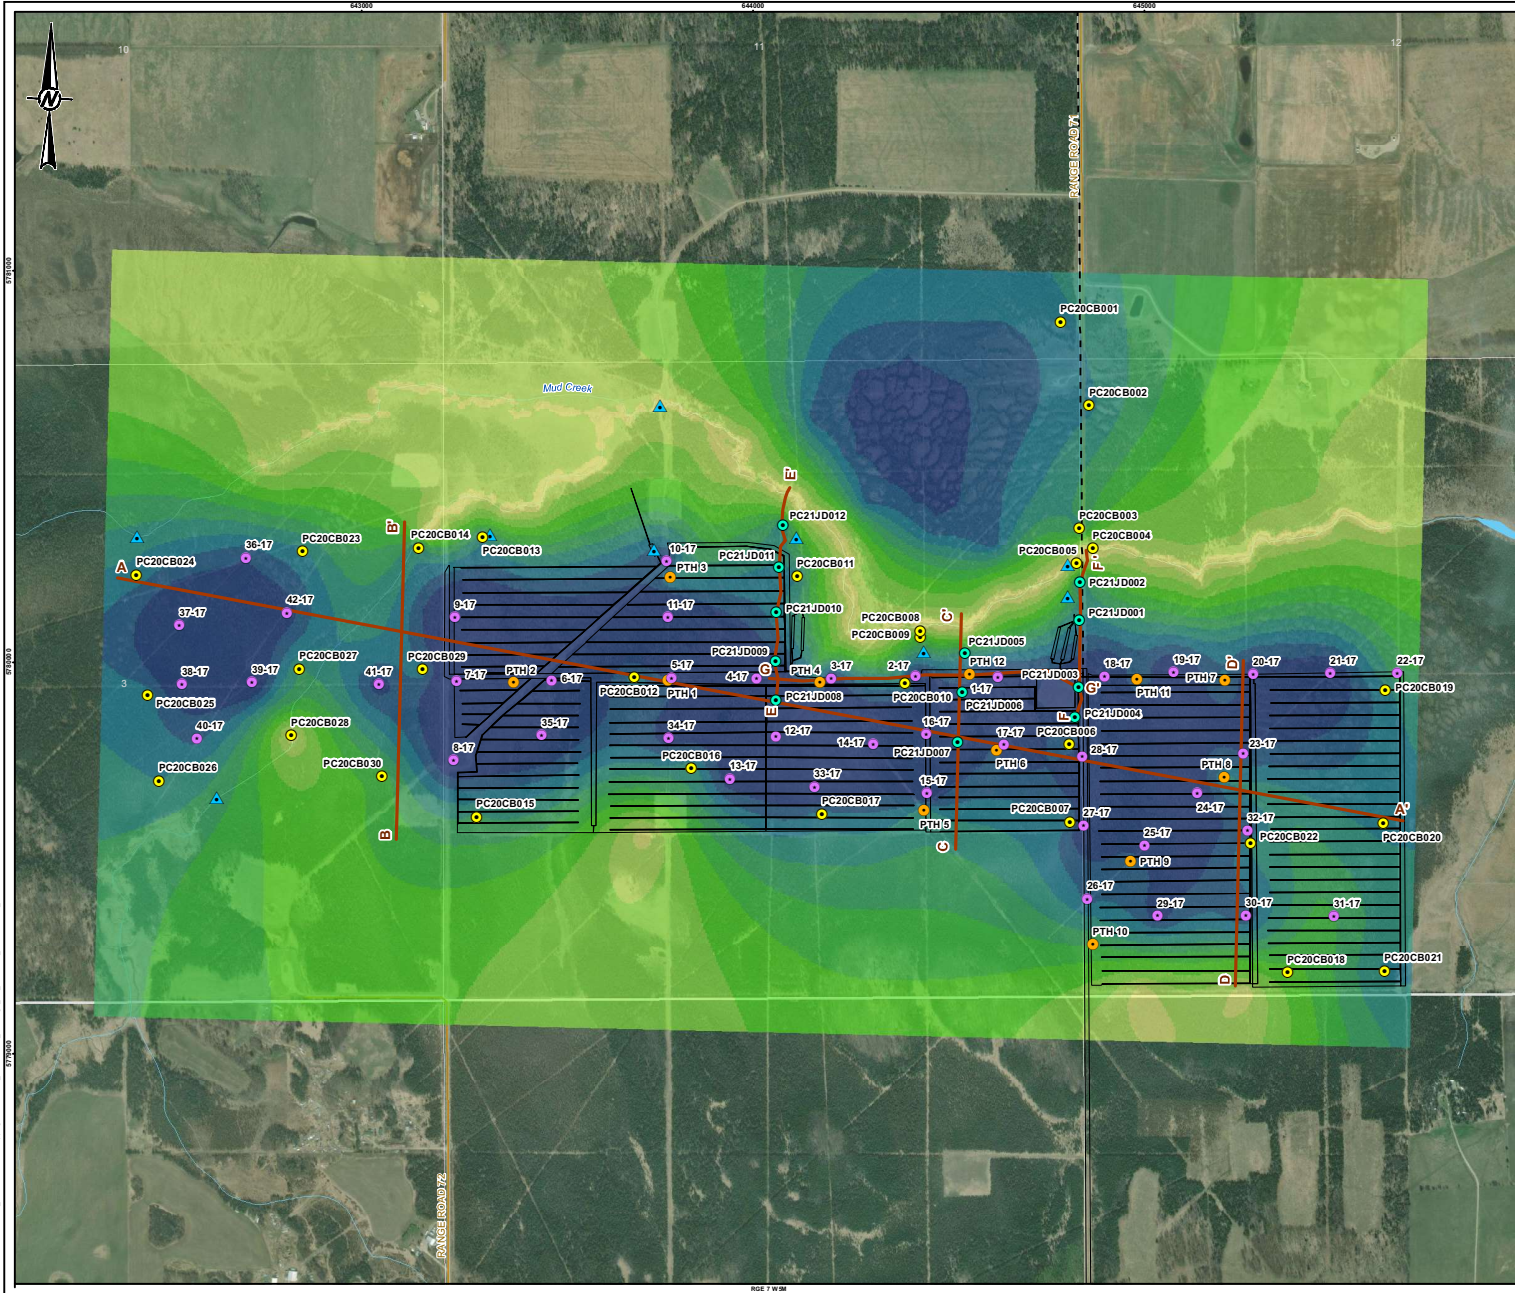 643000
644000
645000
10
11
12
N
RANGE ROAD 71
5781000
PC20CB001
Mud Creek
PC20CB002
E'
PC21JD012
PC20CB003
B'
PC20CB014
PC20CB004
PC20CB023
36-17
PC20CB013
10-17
PC21JD011
PC20CB005
F'
PC20CB024
A
PTH 3
PC20CB011
PC21JD002
42-17
37-17
9-17
11-17
PC21JD010
PC20CB008
C'
PC21JD001
PC20CB009
PC21JD005
5780000
PC21JD009
PC20CB027
PC20CB029
5-17
G
PTH 4
3-17
2-17
PTH 12
PC21JD003
18-17
19-17
D'
20-17
21-17
22-17
3
38-17
39-17
41-17
7-17
PTH 2
6-17
PC20CB012
PTH 1
4-17
PC20CB010
1-17
G'
PTH 11
PTH 7
PC20CB019
PC20CB025
PC21JD008
PC21JD006
E
F
PC21JD004
40-17
PC20CB028
35-17
34-17
12-17
14-17
16-17
PC21JD007
17-17
PC20CB006
28-17
23-17
8-17
PC20CB016
PTH 6
PTH 8
PC20CB026
PC20CB030
13-17
33-17
15-17
24-17
PC20CB015
PC20CB017
PTH 5
PC20CB007
27-17
A'
32-17
PC20CB020
B
C
25-17
PC20CB022
PTH 9
26-17
29-17
30-17
31-17
PTH 10
PC20CB018
PC20CB021
D
5779000
RANGE ROAD 72
RGE 7 W5M